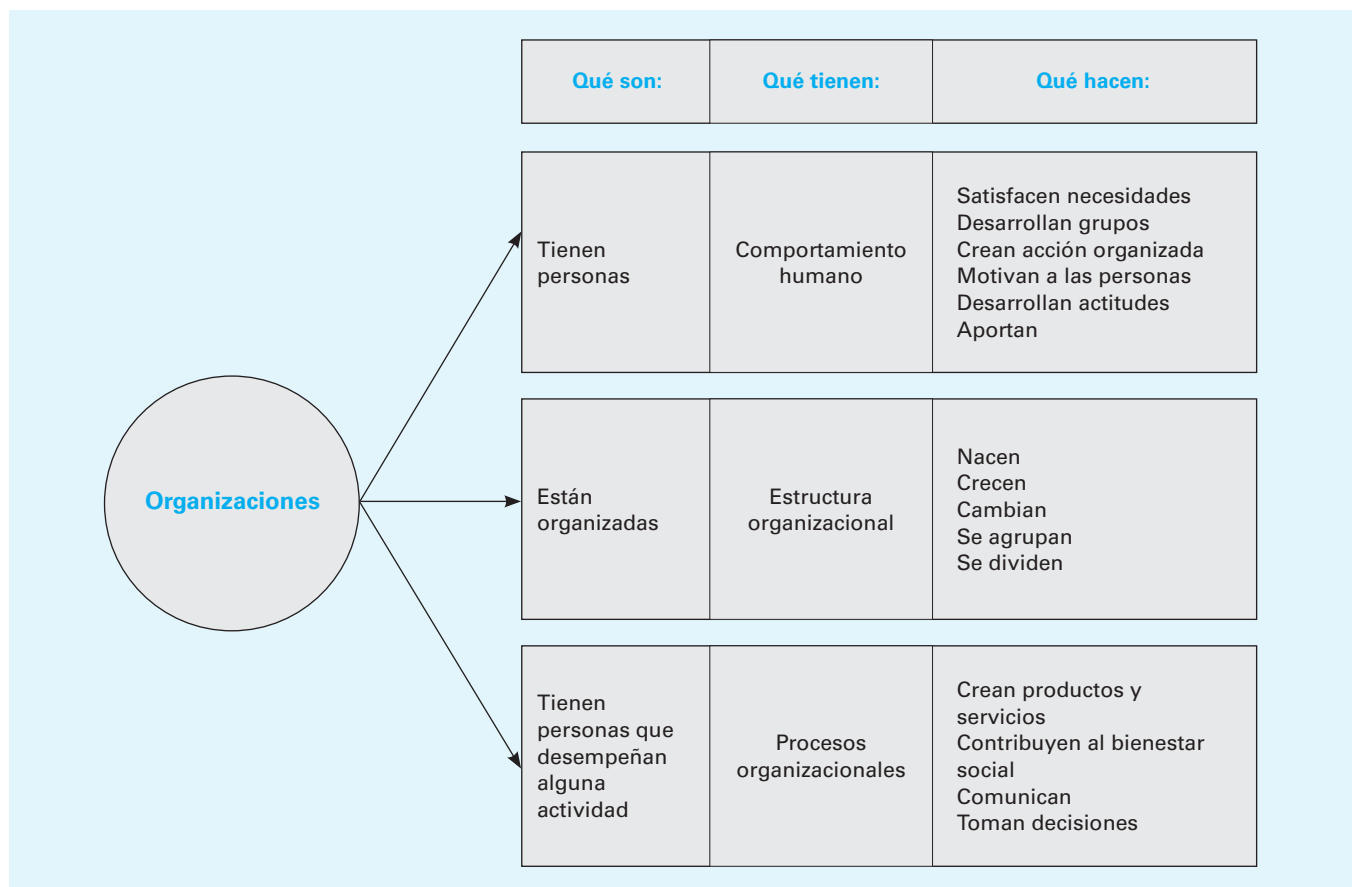 Qué son:
Qué tienen:
Qué hacen:
Organizaciones
Tienen
personas
Comportamiento
humano
Satisfacen necesidades
Desarrollan grupos
Crean acción organizada
Motivan a las personas
Desarrollan actitudes
Aportan
Están
organizadas
Estructura
organizacional
Nacen
Crecen
Cambian
Se agrupan
Se dividen
Tienen
personas que
desempeñan
alguna
actividad
Procesos
organizacionales
Crean productos y
servicios
Contribuyen al bienestar
social
Comunican
Toman decisiones